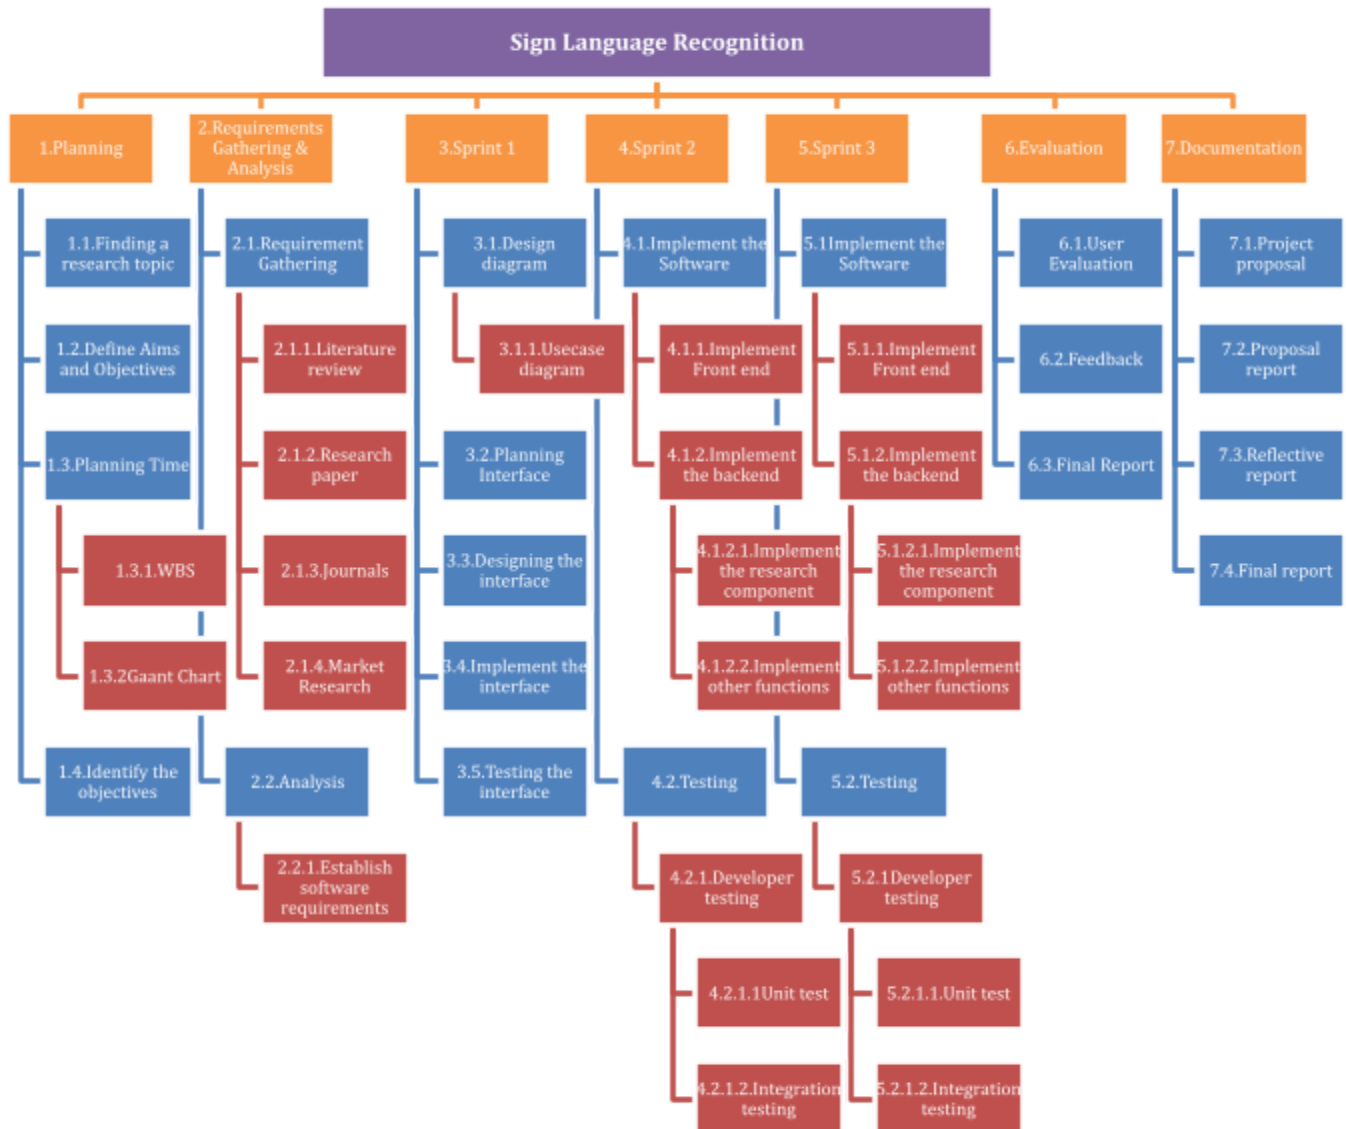 Sign Language Recognition
1.Planning
2.Requirements
Gathering &
Analysis
3.Sprint 1
4.Sprint 2
5.Sprint 3
6.Evaluation
7.Documentation
1.1.Finding a
research topic
1.2.Define Aims
and Objectives
1.3.Planning Time
1.3.1.WBS
1.3.2Gaant Chart
1.4.Identify the
objectives
2.1.Requirement
Gathering
2.1.1.Literature
review
2.1.2.Research
paper
2.1.3.Journals
2.1.4.Market
Research
2.2.Analysis
2.2.1.Establish
software
requirements
3.1.Design
diagram
3.1.1.Usecase
diagram
3.2.Planning
Interface
3.3.Designing the
interface
3.4.Implement the
interface
3.5.Testing the
interface
4.1.Implement the
Software
4.1.1.Implement
Front end
4.1.2.Implement
the backend
4.1.2.1.Implement
the research
component
4.1.2.2.Implement
other functions
4.2.Testing
4.2.1.Developer
testing
4.2.1.1Unit test
4.2.1.2.Integration
testing
5.1Implement the
Software
5.1.1.Implement
Front end
5.1.2.Implement
the backend
5.1.2.1.Implement
the research
component
5.1.2.2.Implement
other functions
5.2.Testing
5.2.1Developer
testing
5.2.1.1.Unit test
5.2.1.2.Integration
testing
6.1.User
Evaluation
6.2.Feedback
6.3.Final Report
7.1.Project
proposal
7.2.Proposal
report
7.3.Reflective
report
7.4.Final report